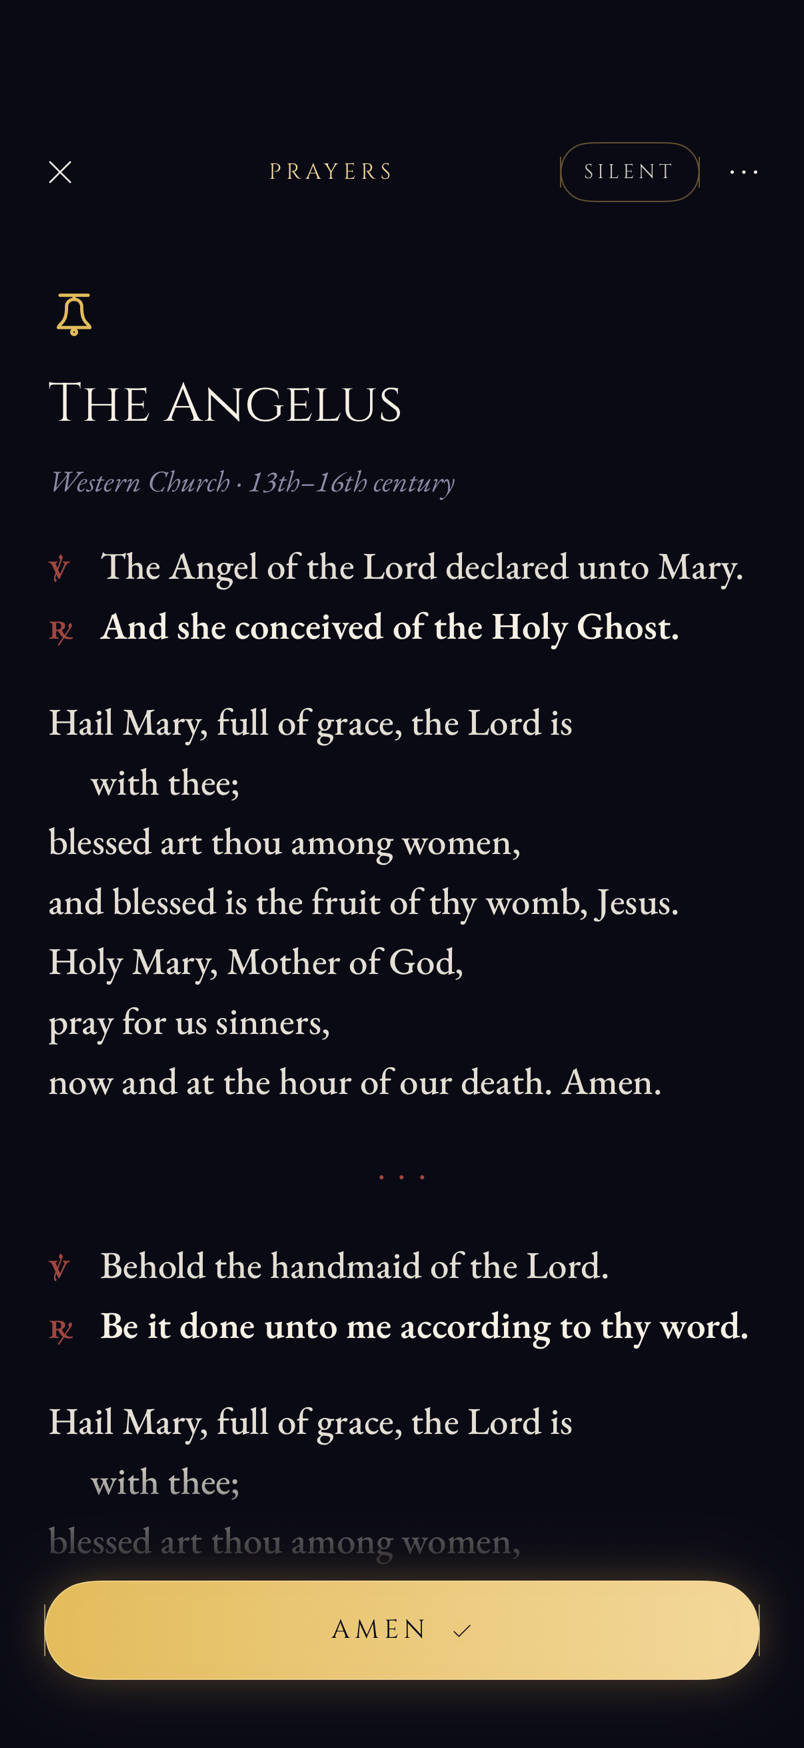 PRAYERS
SILENT
The Angelus
Western Church · 13th–16th century
℣ The Angel of the Lord declared unto Mary.
℟ And she conceived of the Holy Ghost.
Hail Mary, full of grace, the Lord is
with thee;
blessed art thou among women,
and blessed is the fruit of thy womb, Jesus.
Holy Mary, Mother of God,
pray for us sinners,
now and at the hour of our death. Amen.
· · ·
℣ Behold the handmaid of the Lord.
℟ Be it done unto me according to thy word.
Hail Mary, full of grace, the Lord is
with thee;
blessed art thou among women,
AMEN ✓